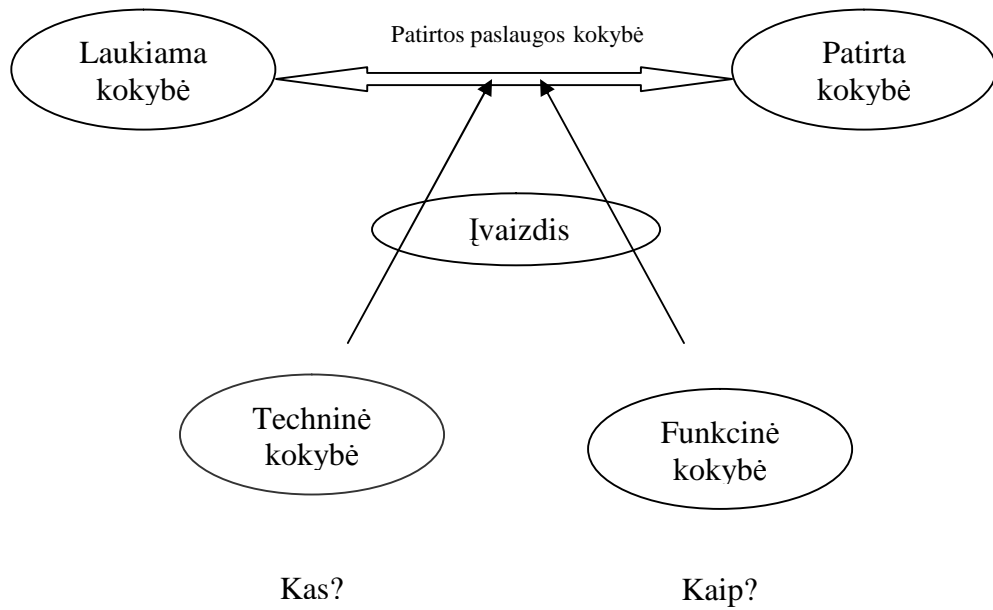 Patirtos paslaugos kokybė
Laukiama
kokybė
Patirta
kokybė
Įvaizdis
Techninė
kokybė
Funkcinė
kokybė
Kas?
Kaip?